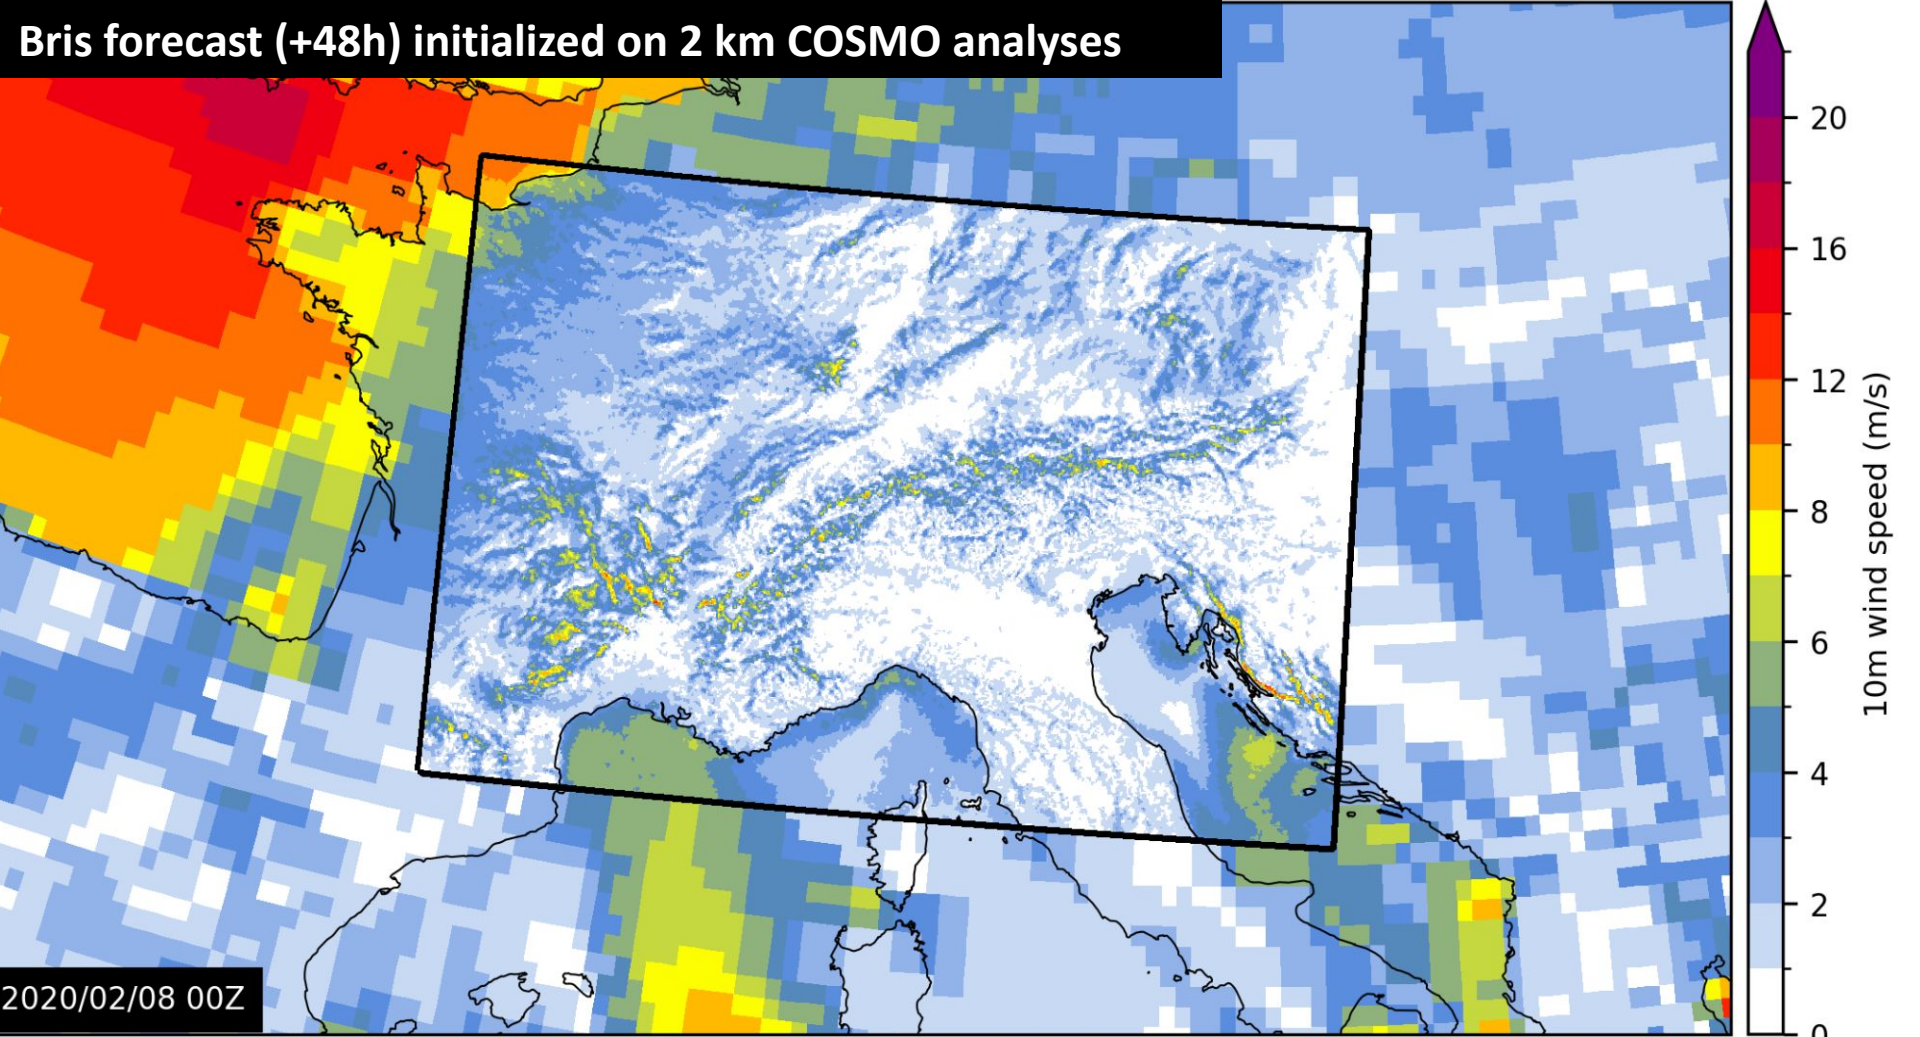 Bris forecast (+48h) initialized on 2 km COSMO analyses
20
16
12
8
6
4
2
0
10m wind speed (m/s)
2020/02/08 00Z